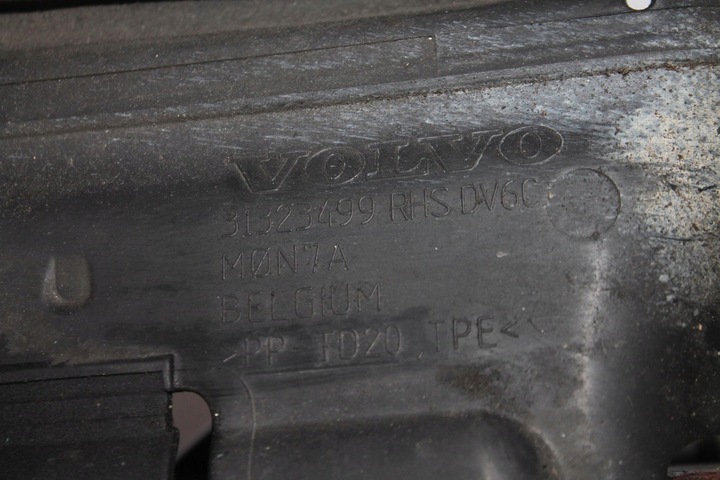 VOLVO
31323499 RHS DV6C
MØN7A
BELGIUM
>PP TD20 ,TPE<